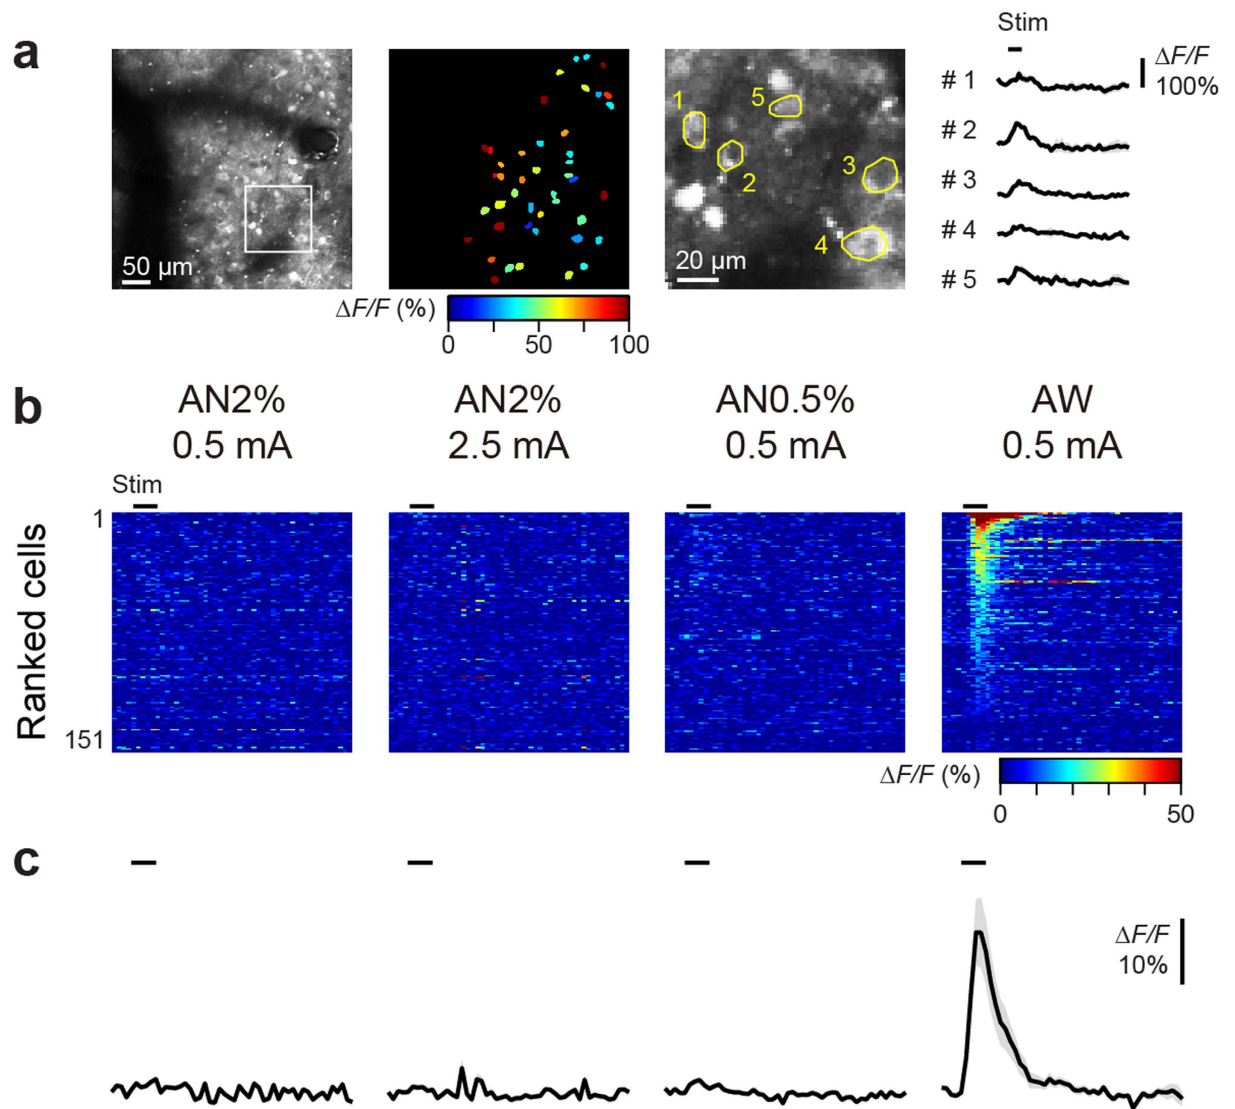 a
Stim
ΔF/F
100%
# 1
# 2
# 3
# 4
# 5
50 µm
1
5
2
3
4
20 µm
ΔF/F (%)
0
50
100
b
AN2%
0.5 mA
AN2%
2.5 mA
AN0.5%
0.5 mA
AW
0.5 mA
Stim
Ranked cells
1
151
ΔF/F (%)
0
50
c
ΔF/F
10%